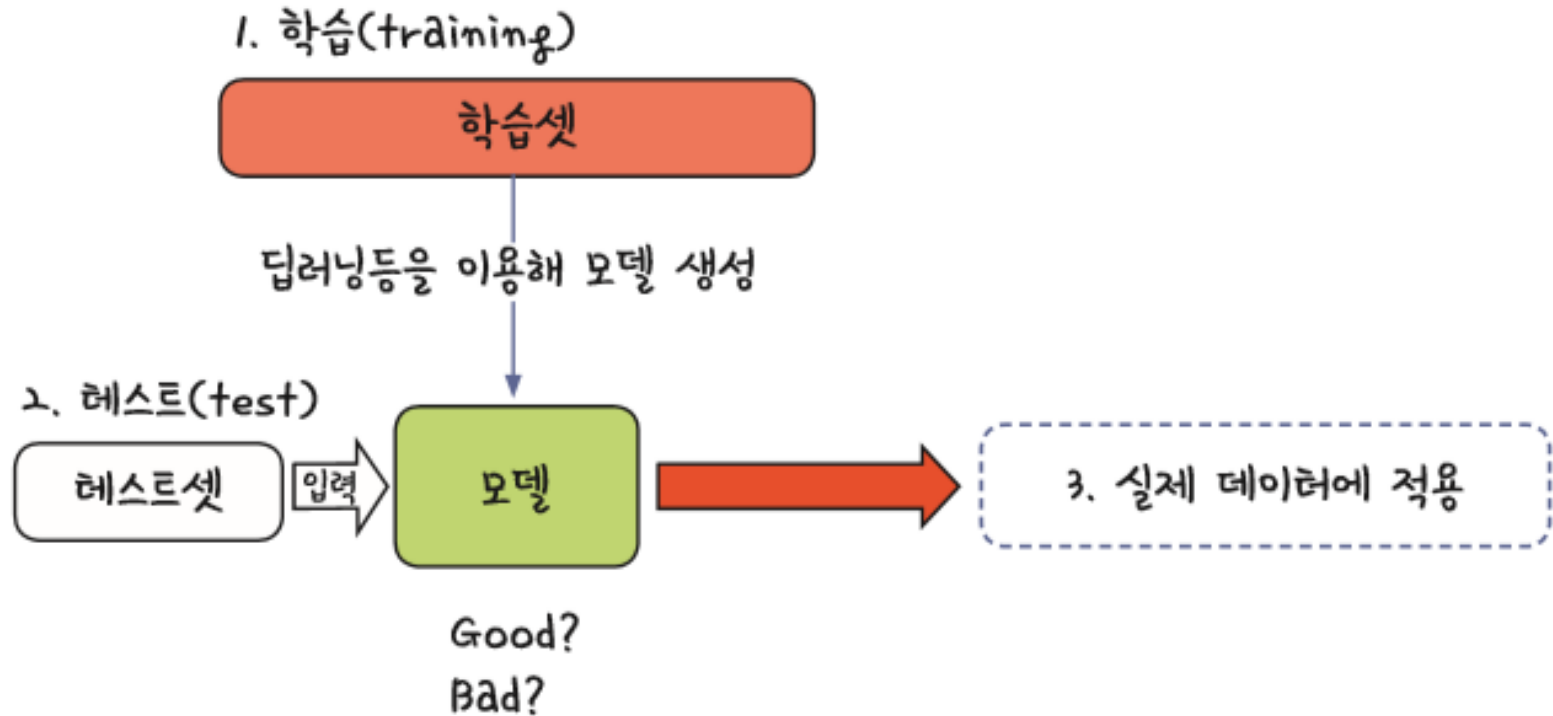 1. 학습(training)
학습셋
딥러닝등을 이용해 모델 생성
2. 테스트(test)
테스트셋
입력
모델
3. 실제 데이터에 적용
Good?
Bad?